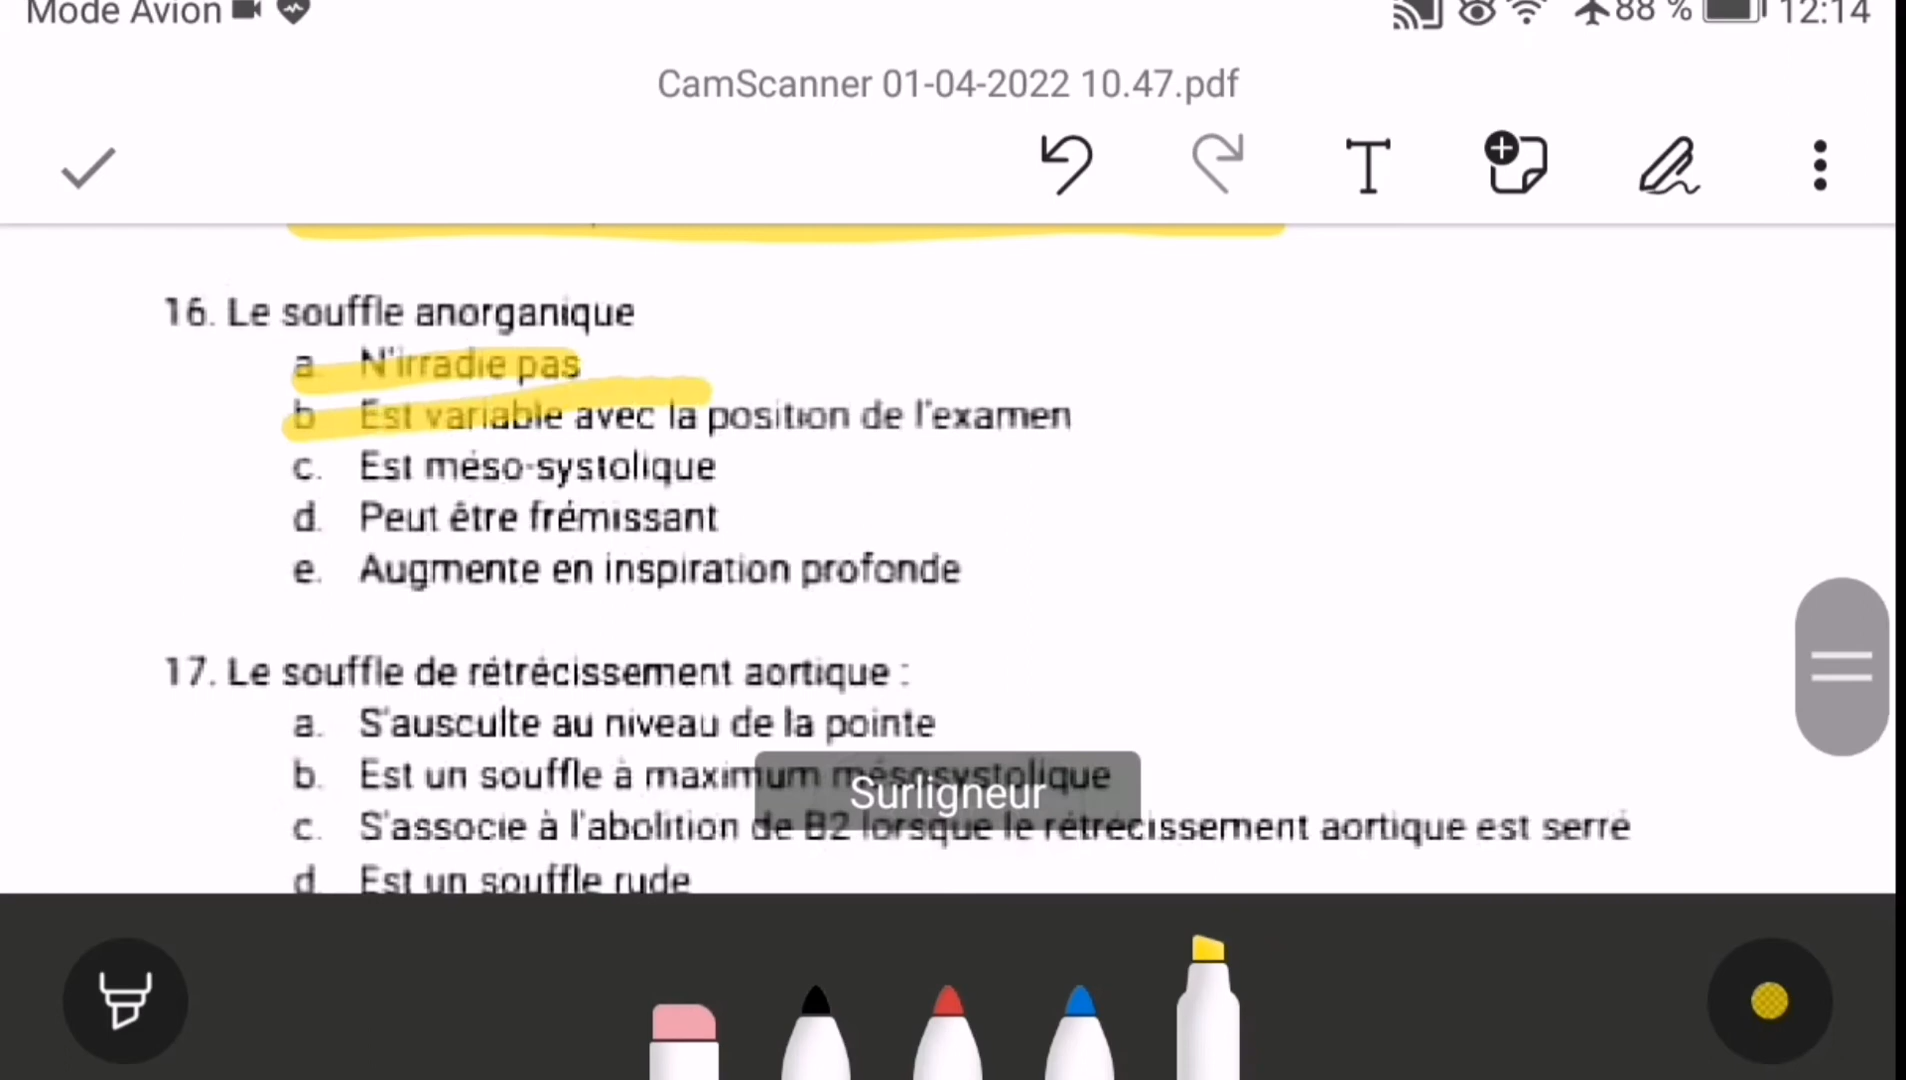 Mode Avion
88 %
12:14
CamScanner 01-04-2022 10.47.pdf
16. Le souffle anorganique
a. N'irradie pas
b. Est variable avec la position de l'examen
c. Est méso-systolique
d. Peut être frémissant
e. Augmente en inspiration profonde
17. Le souffle de rétrécissement aortique :
a. S'ausculte au niveau de la pointe
b. Est un souffle à maximum mésosystolique
Surligneur
c. S'associe à l'abolition de B2 lorsque le rétrécissement aortique est serré
d. Est un souffle rude